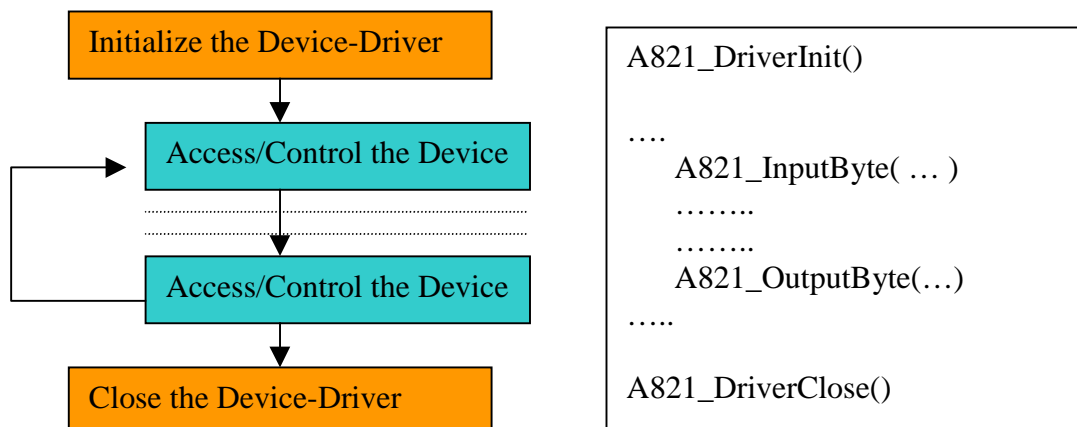 Initialize the Device-Driver
Access/Control the Device
Access/Control the Device
Close the Device-Driver
A821_DriverInit()
….
A821_InputByte( … )
……..
……..
A821_OutputByte(…)
…..
A821_DriverClose()